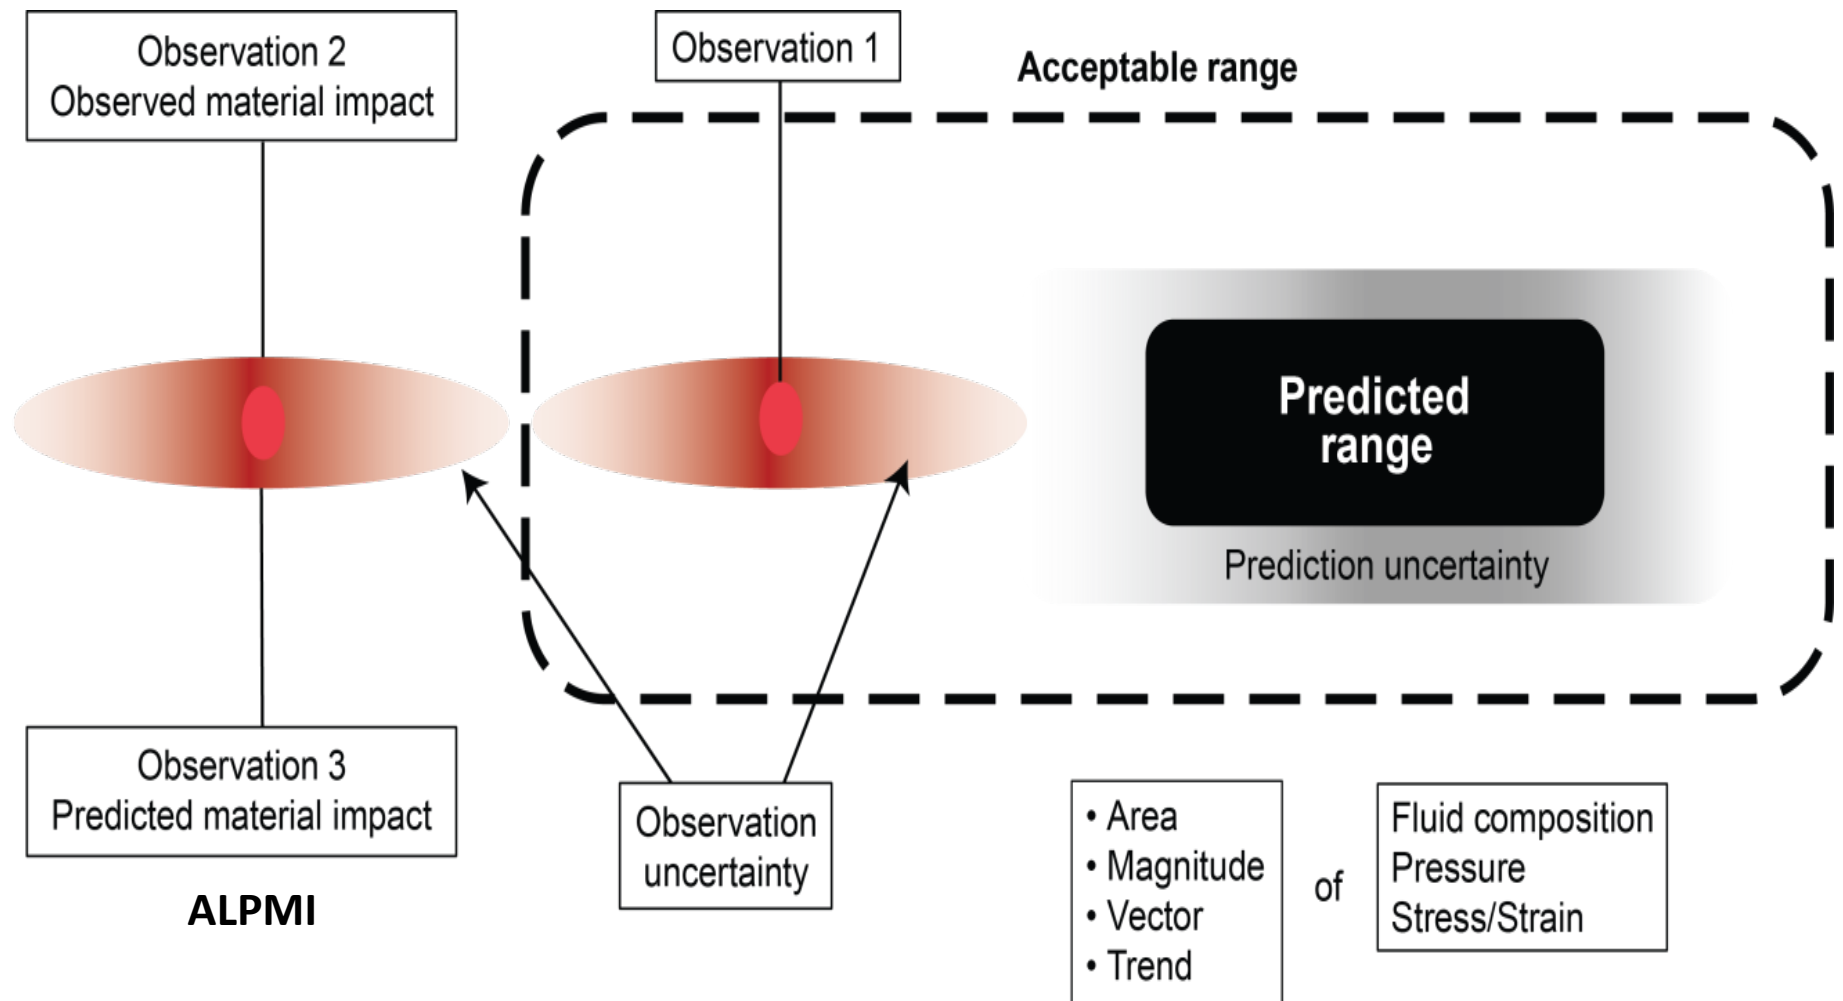 Observation 2
Observed material impact
Observation 1
Acceptable range
Predicted
range
Prediction uncertainty
Observation 3
Predicted material impact
ALPMI
Observation
uncertainty
• Area
• Magnitude
• Vector
• Trend
of
Fluid composition
Pressure
Stress/Strain